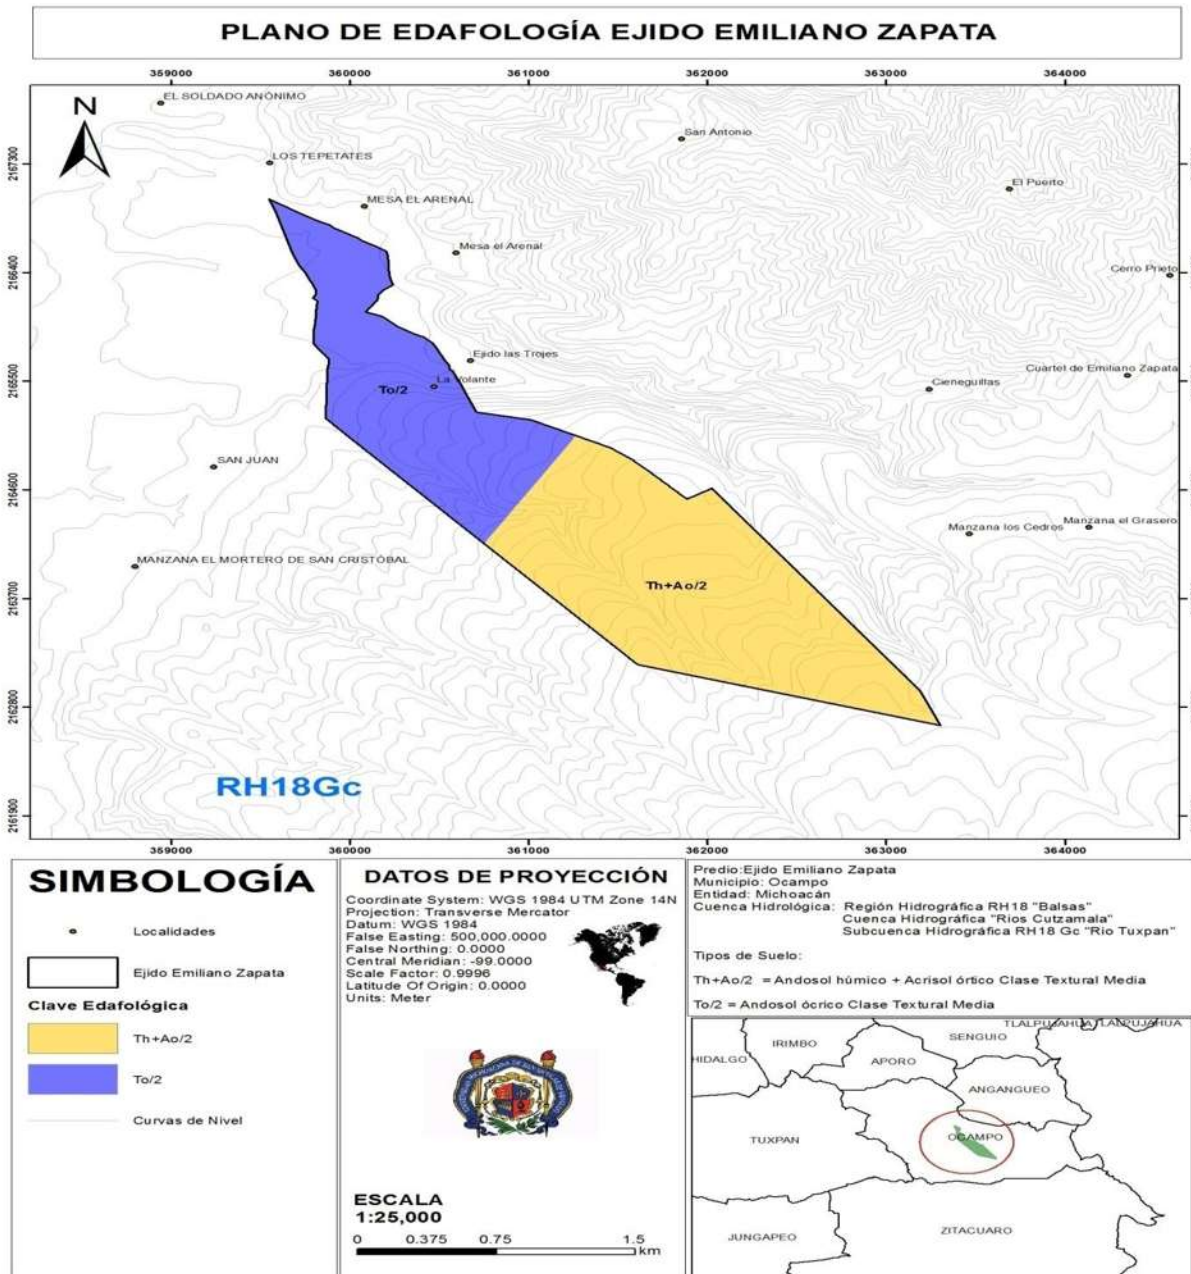 PLANO DE EDAFOLOGÍA EJIDO EMILIANO ZAPATA
359000 360000 361000 362000 363000 364000
N
EL SOLDADO ANÓNIMO
San Antonio
LOS TEPETATES
2167300
El Puerto
MESA EL ARENAL
Mesa el Arenal
2166400
Cerro Prieto
Ejido las Trojes
2165500
To/2
La Volante
Cuartel de Emiliano Zapata
Cieneguillas
SAN JUAN
2164600
Manzana los Cedros
Manzana el Grasero
MANZANA EL MORTERO DE SAN CRISTÓBAL
Th+Ao/2
2163700
2162800
RH18Gc
2161900
359000 360000 361000 362000 363000 364000
SIMBOLOGÍA
Localidades
Ejido Emiliano Zapata
Clave Edafológica
Th+Ao/2
To/2
Curvas de Nivel
DATOS DE PROYECCIÓN
Coordinate System: WGS 1984 UTM Zone 14N
Projection: Transverse Mercator
Datum: WGS 1984
False Easting: 500,000.0000
False Northing: 0.0000
Central Meridian: -99.0000
Scale Factor: 0.9996
Latitude Of Origin: 0.0000
Units: Meter
ESCALA
1:25,000
0 0.375 0.75 1.5
km
Predio:Ejido Emiliano Zapata
Municipio: Ocampo
Entidad: Michoacán
Cuenca Hidrológica: Región Hidrográfica RH18 "Balsas"
Cuenca Hidrográfica "Rios Cutzamala"
Subcuenca Hidrográfica RH18 Gc "Rio Tuxpan"
Tipos de Suelo:
Th+Ao/2 = Andosol húmico + Acrisol órtico Clase Textural Media
To/2 = Andosol ócrico Clase Textural Media
TLALPUJAHUA TLALPUJAHUA
SENGUIO
IRIMBO
HIDALGO
APORO
ANGANGUEO
TUXPAN
OCAMPO
JUNGAPEO
ZITACUARO